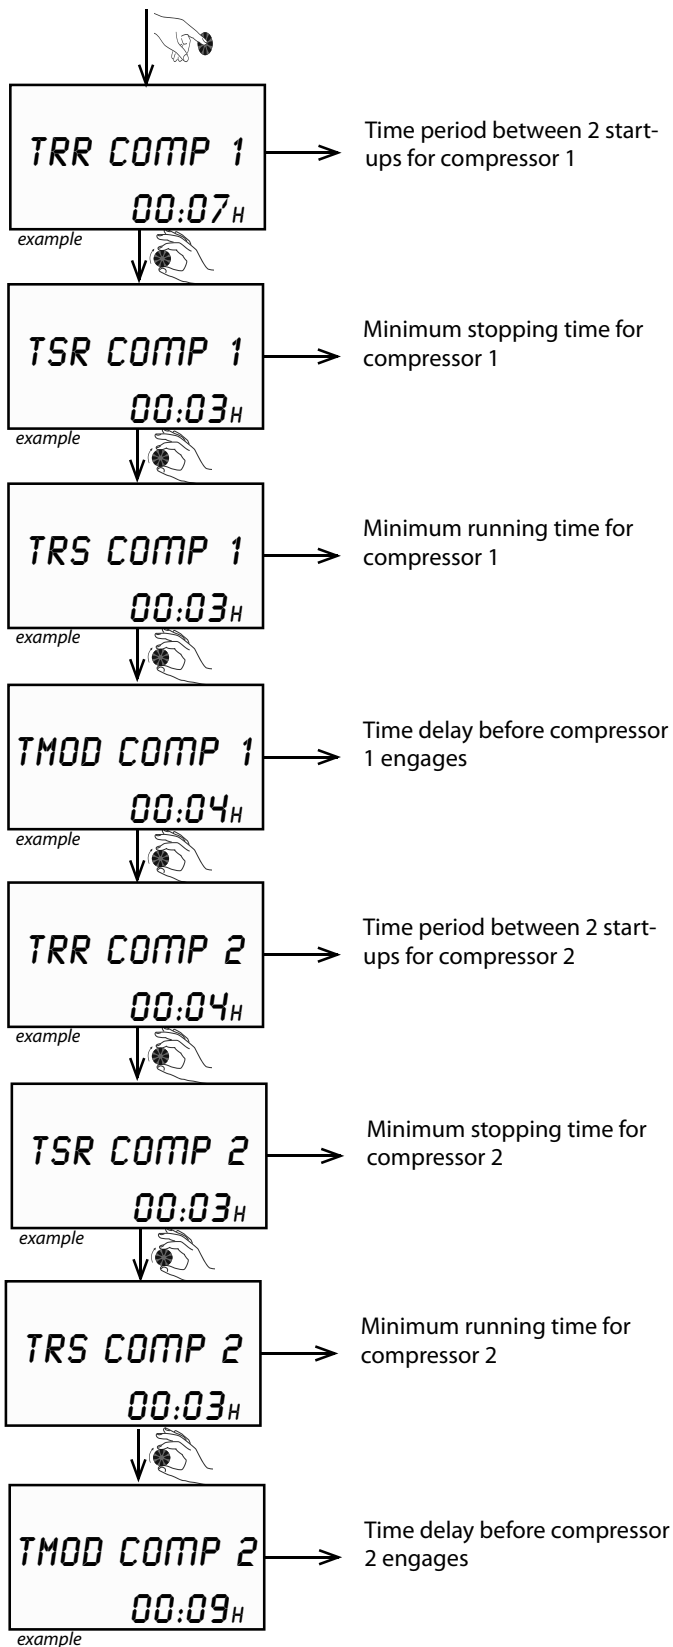 TRR COMP 1
00:07H
example
Time period between 2 start-
ups for compressor 1
TSR COMP 1
00:03H
example
Minimum stopping time for
compressor 1
TRS COMP 1
00:03H
example
Minimum running time for
compressor 1
TMOD COMP 1
00:04H
example
Time delay before compressor
1 engages
TRR COMP 2
00:04H
example
Time period between 2 start-
ups for compressor 2
TSR COMP 2
00:03H
example
Minimum stopping time for
compressor 2
TRS COMP 2
00:03H
Minimum running time for
compressor 2
TMOD COMP 2
00:09H
example
Time delay before compressor
2 engages